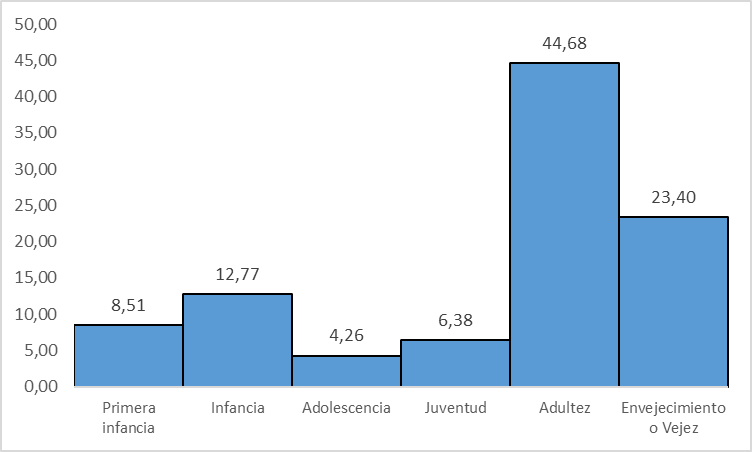 50,00
45,00
40,00
35,00
30,00
25,00
20,00
15,00
10,00
5,00
0,00
8,51
12,77
4,26
6,38
44,68
23,40
Primera
infancia
Infancia
Adolescencia
Juventud
Adultez
Envejecimiento
o Vejez